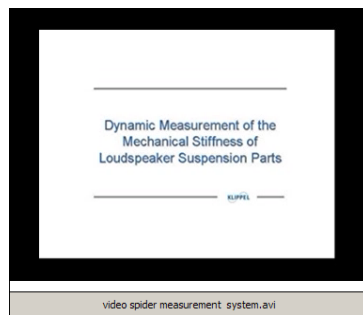 Dynamic Measurement of the
Mechanical Stiffness of
Loudspeaker Suspension Parts
KLIPPEL
video spider measurement system.avi